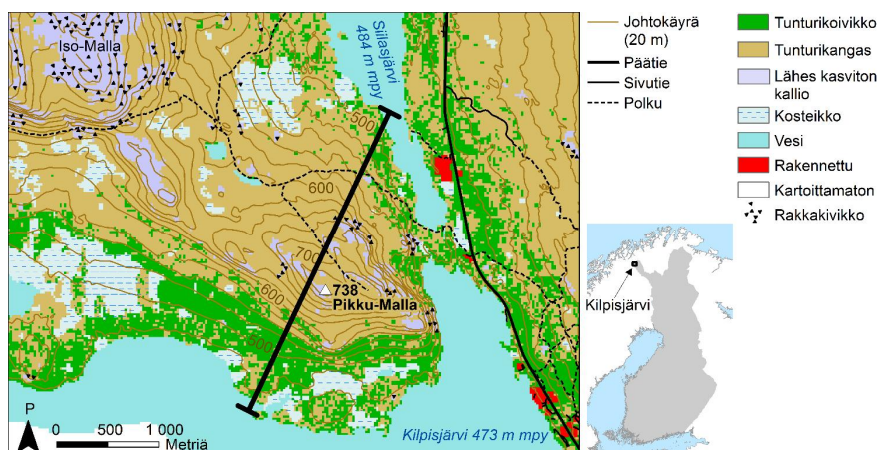 Iso-Malla
Siilasjärvi
484 m mpy
500
600
700
738
Pikku-Malla
600
500
P
0 500 1 000
Metriä
Kilpisjärvi 473 m mpy
Johtokäyrä
(20 m)
Päätie
Sivutie
Polku
Tunturikoivikko
Tunturikangas
Lähes kasviton
kallio
Kosteikko
Vesi
Rakennettu
Kartoittamaton
Rakkakivikko
Kilpisjärvi